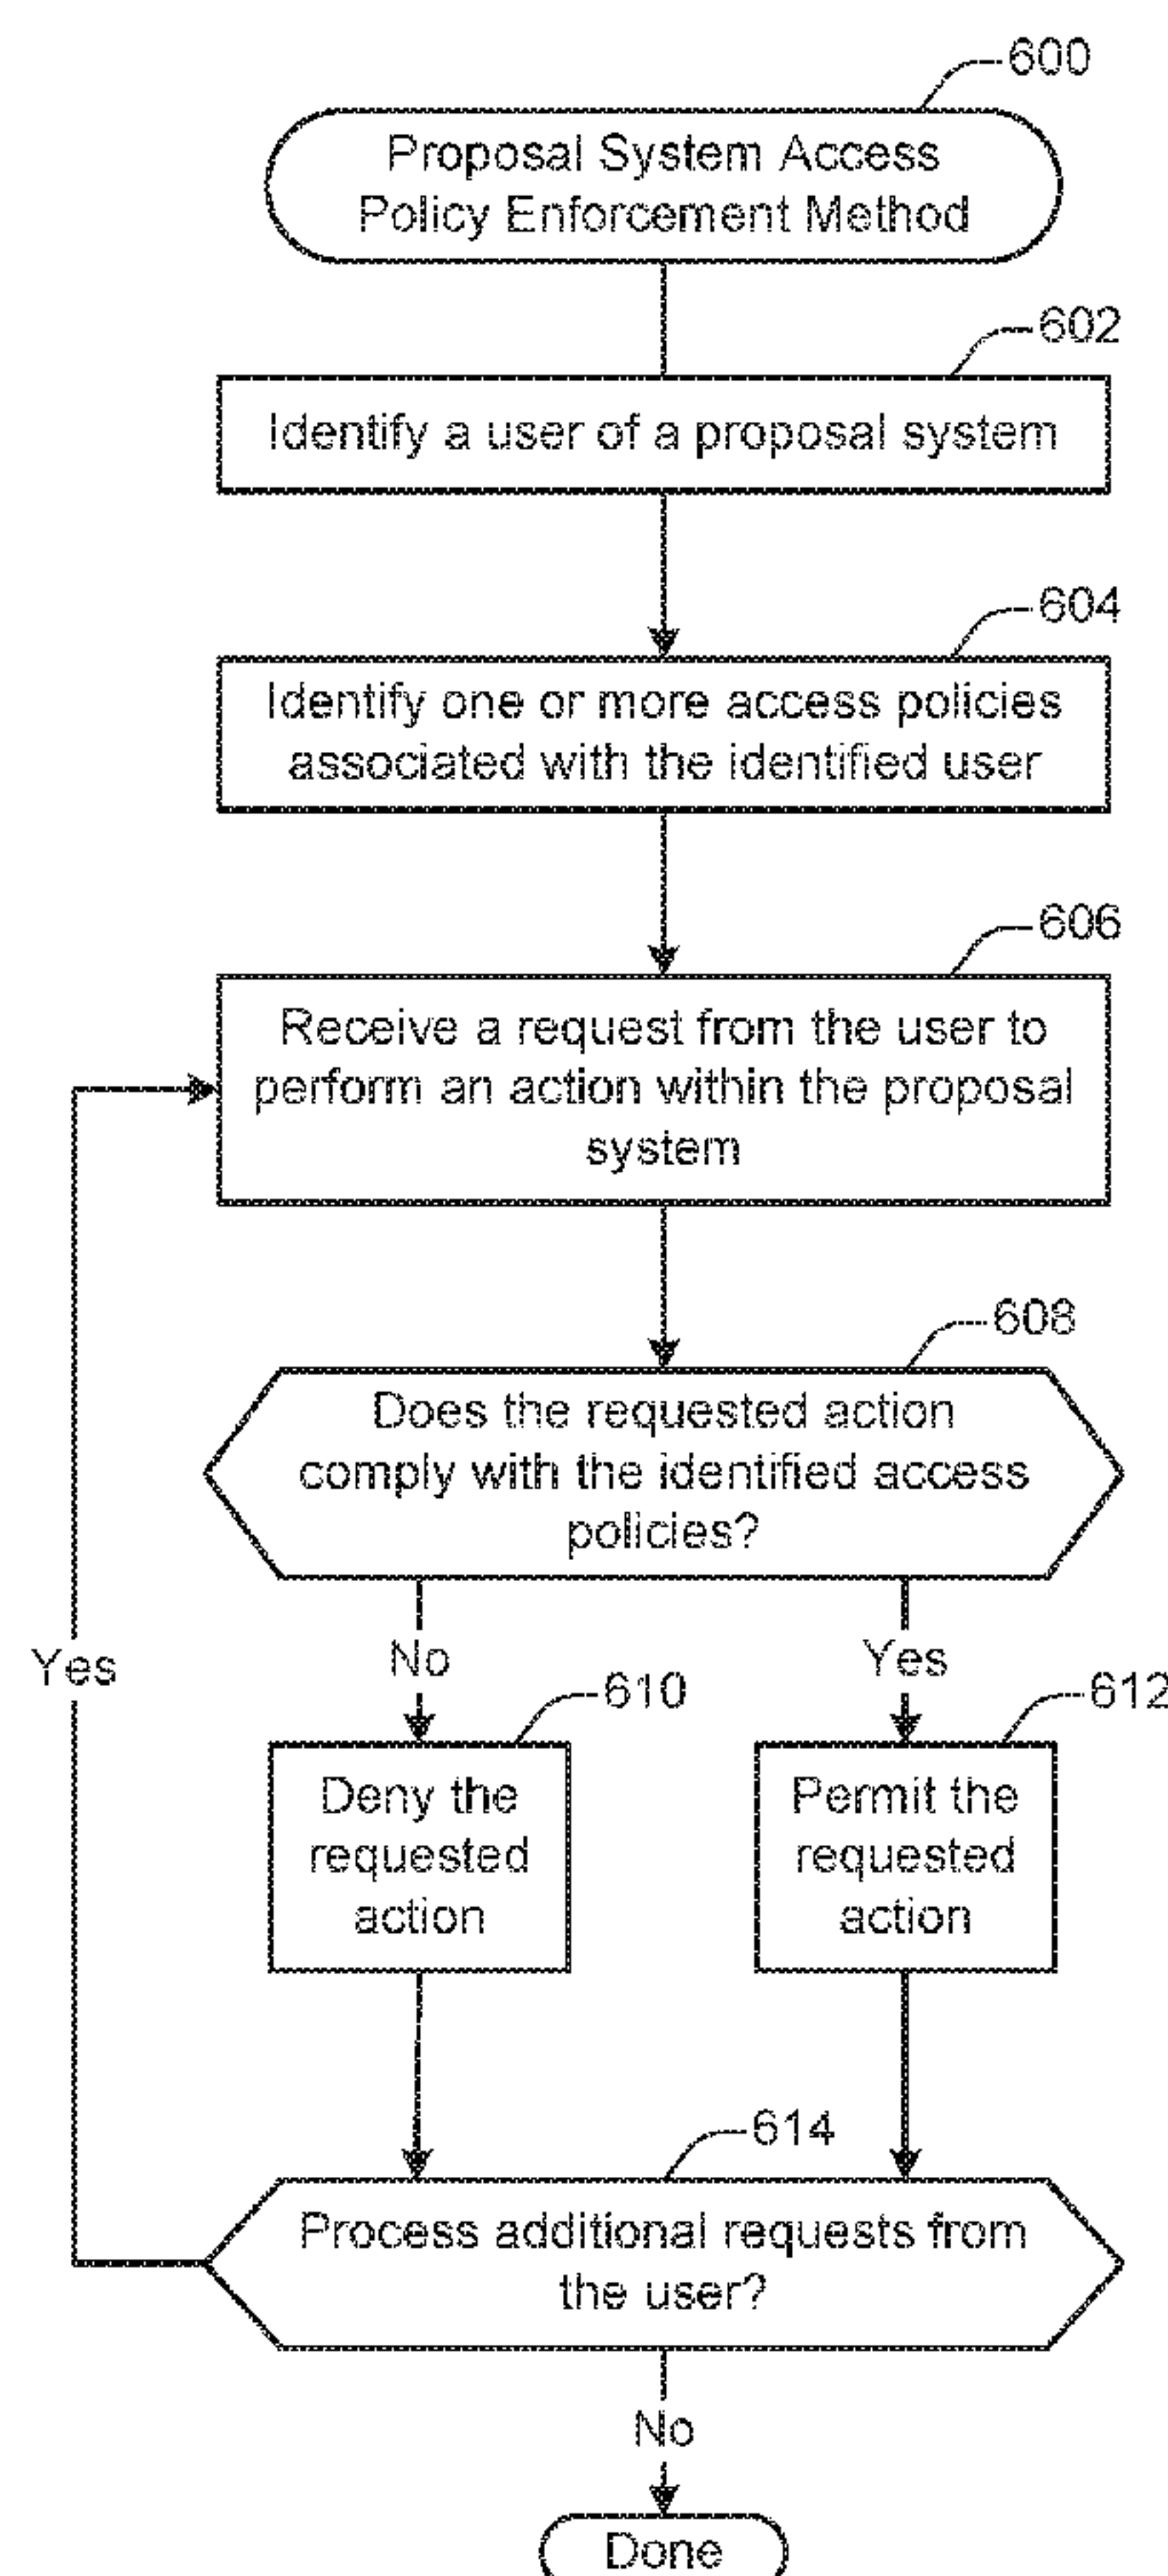 600
Proposal System Access
Policy Enforcement Method
602
Identify a user of a proposal system
604
Identify one or more access policies
associated with the identified user
606
Receive a request from the user to
perform an action within the proposal
system
608
Does the requested action
comply with the identified access
policies?
No
Yes
Yes
610
612
Deny the
requested
action
Permit the
requested
action
614
Process additional requests from
the user?
No
Done